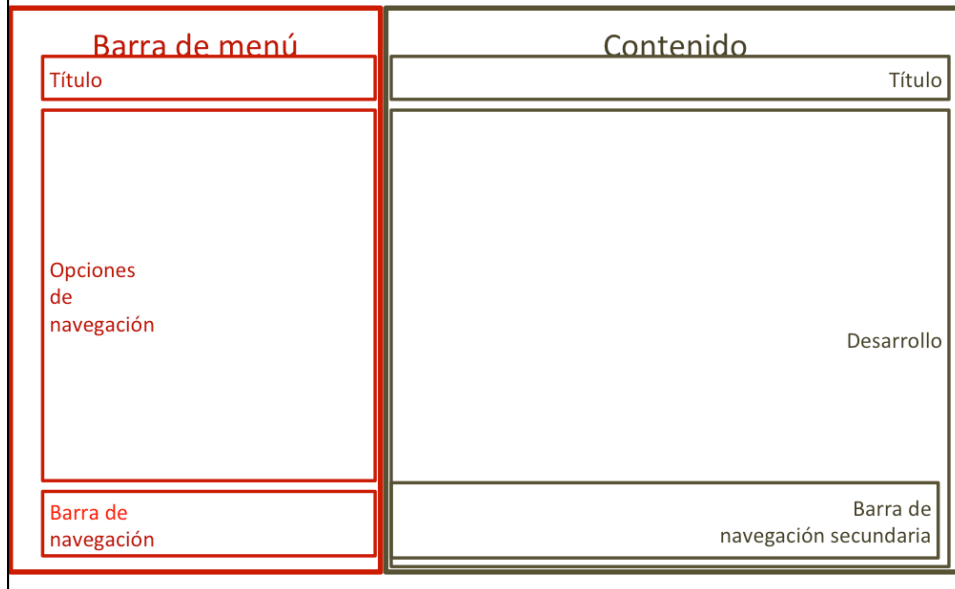 Barra de menú
Título
Opciones
de
navegación
Barra de
navegación
Contenido
Título
Desarrollo
Barra de
navegación secundaria